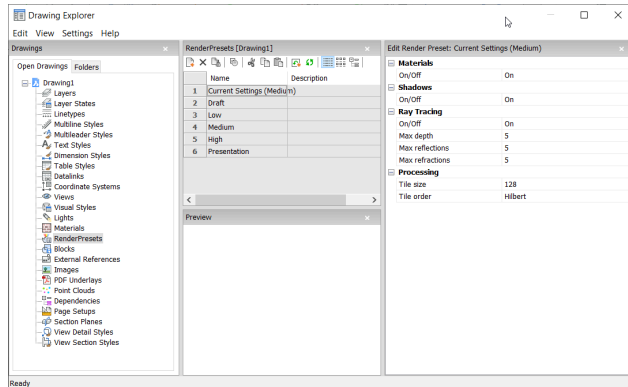 Drawing Explorer
Edit View Settings Help
Drawings
Open Drawings Folders
Drawing1
Layers
Layer States
Linetypes
Multiline Styles
Multileader Styles
Text Styles
Dimension Styles
Table Styles
Datalinks
Coordinate Systems
Views
Visual Styles
Lights
Materials
RenderPresets
Blocks
External References
Images
PDF Underlays
Point Clouds
Dependencies
Page Setups
Section Planes
View Detail Styles
View Section Styles
RenderPresets [Drawing1]
Name Description
1 Current Settings (Medium)
2 Draft
3 Low
4 Medium
5 High
6 Presentation
Preview
Edit Render Preset: Current Settings (Medium)
Materials
On/Off On
Shadows
On/Off On
Ray Tracing
On/Off On
Max depth 5
Max reflections 5
Max refractions 5
Processing
Tile size 128
Tile order Hilbert
Ready